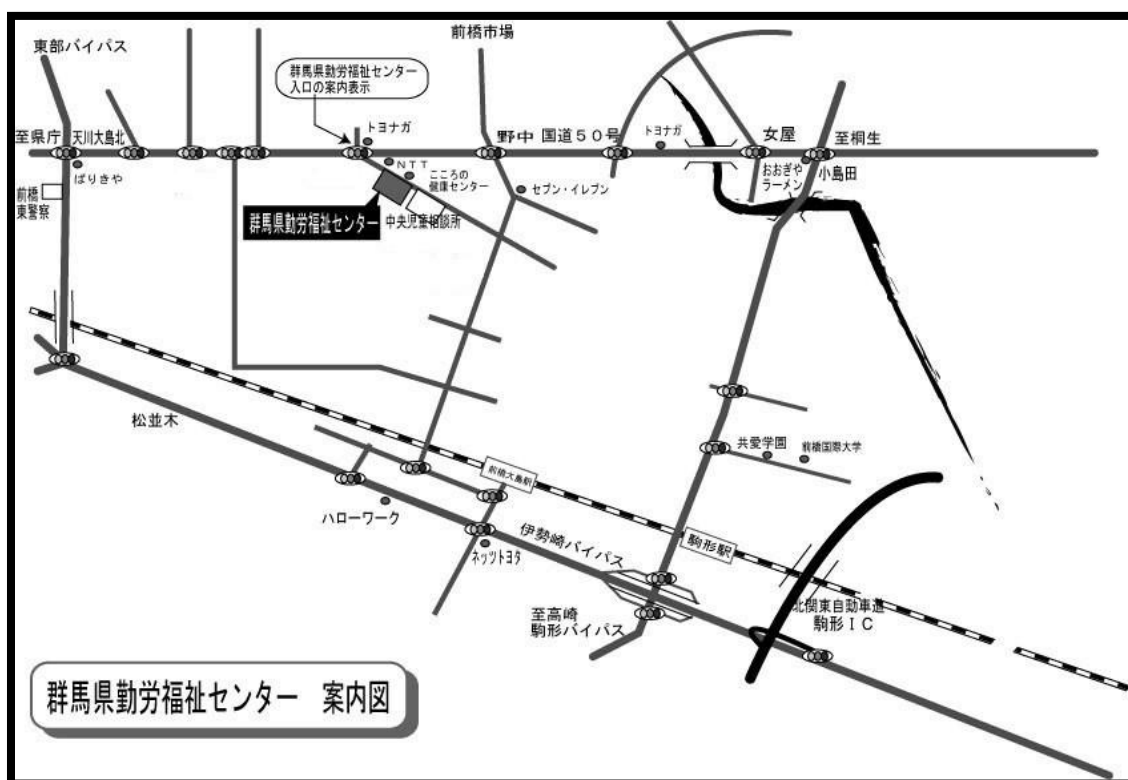 東部バイパス
前橋市場
群馬県勤労福祉センター
入口の案内表示
至県庁
天川大島北
トヨナガ
野中
国道50号
トヨナガ
女屋
至桐生
ばりきや
NTT
こころの
健康センター
おおぎや
ラーメン
小島田
前橋
東警察
セブン・イレブン
群馬県勤労福祉センター
中央児童相談所
松並木
共愛学園
前橋国際大学
前橋大島駅
ハローワーク
伊勢崎バイパス
駒形駅
ネッツトヨタ
至高崎
駒形バイパス
北関東自動車道
駒形IC
群馬県勤労福祉センター 案内図